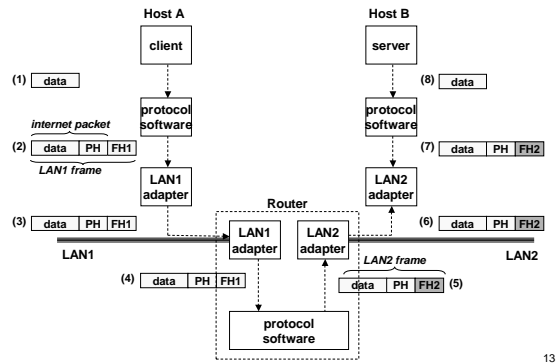 Host A
Host B
client
server
(1) data
(8) data
protocol
software
protocol
software
internet packet
(2) data PH FH1
LAN1 frame
(7) data PH FH2
LAN1
adapter
LAN2
adapter
Router
(3) data PH FH1
(6) data PH FH2
LAN1
adapter
LAN2
adapter
LAN1
LAN2
LAN2 frame
(4) data PH FH1
data PH FH2 (5)
protocol
software
13